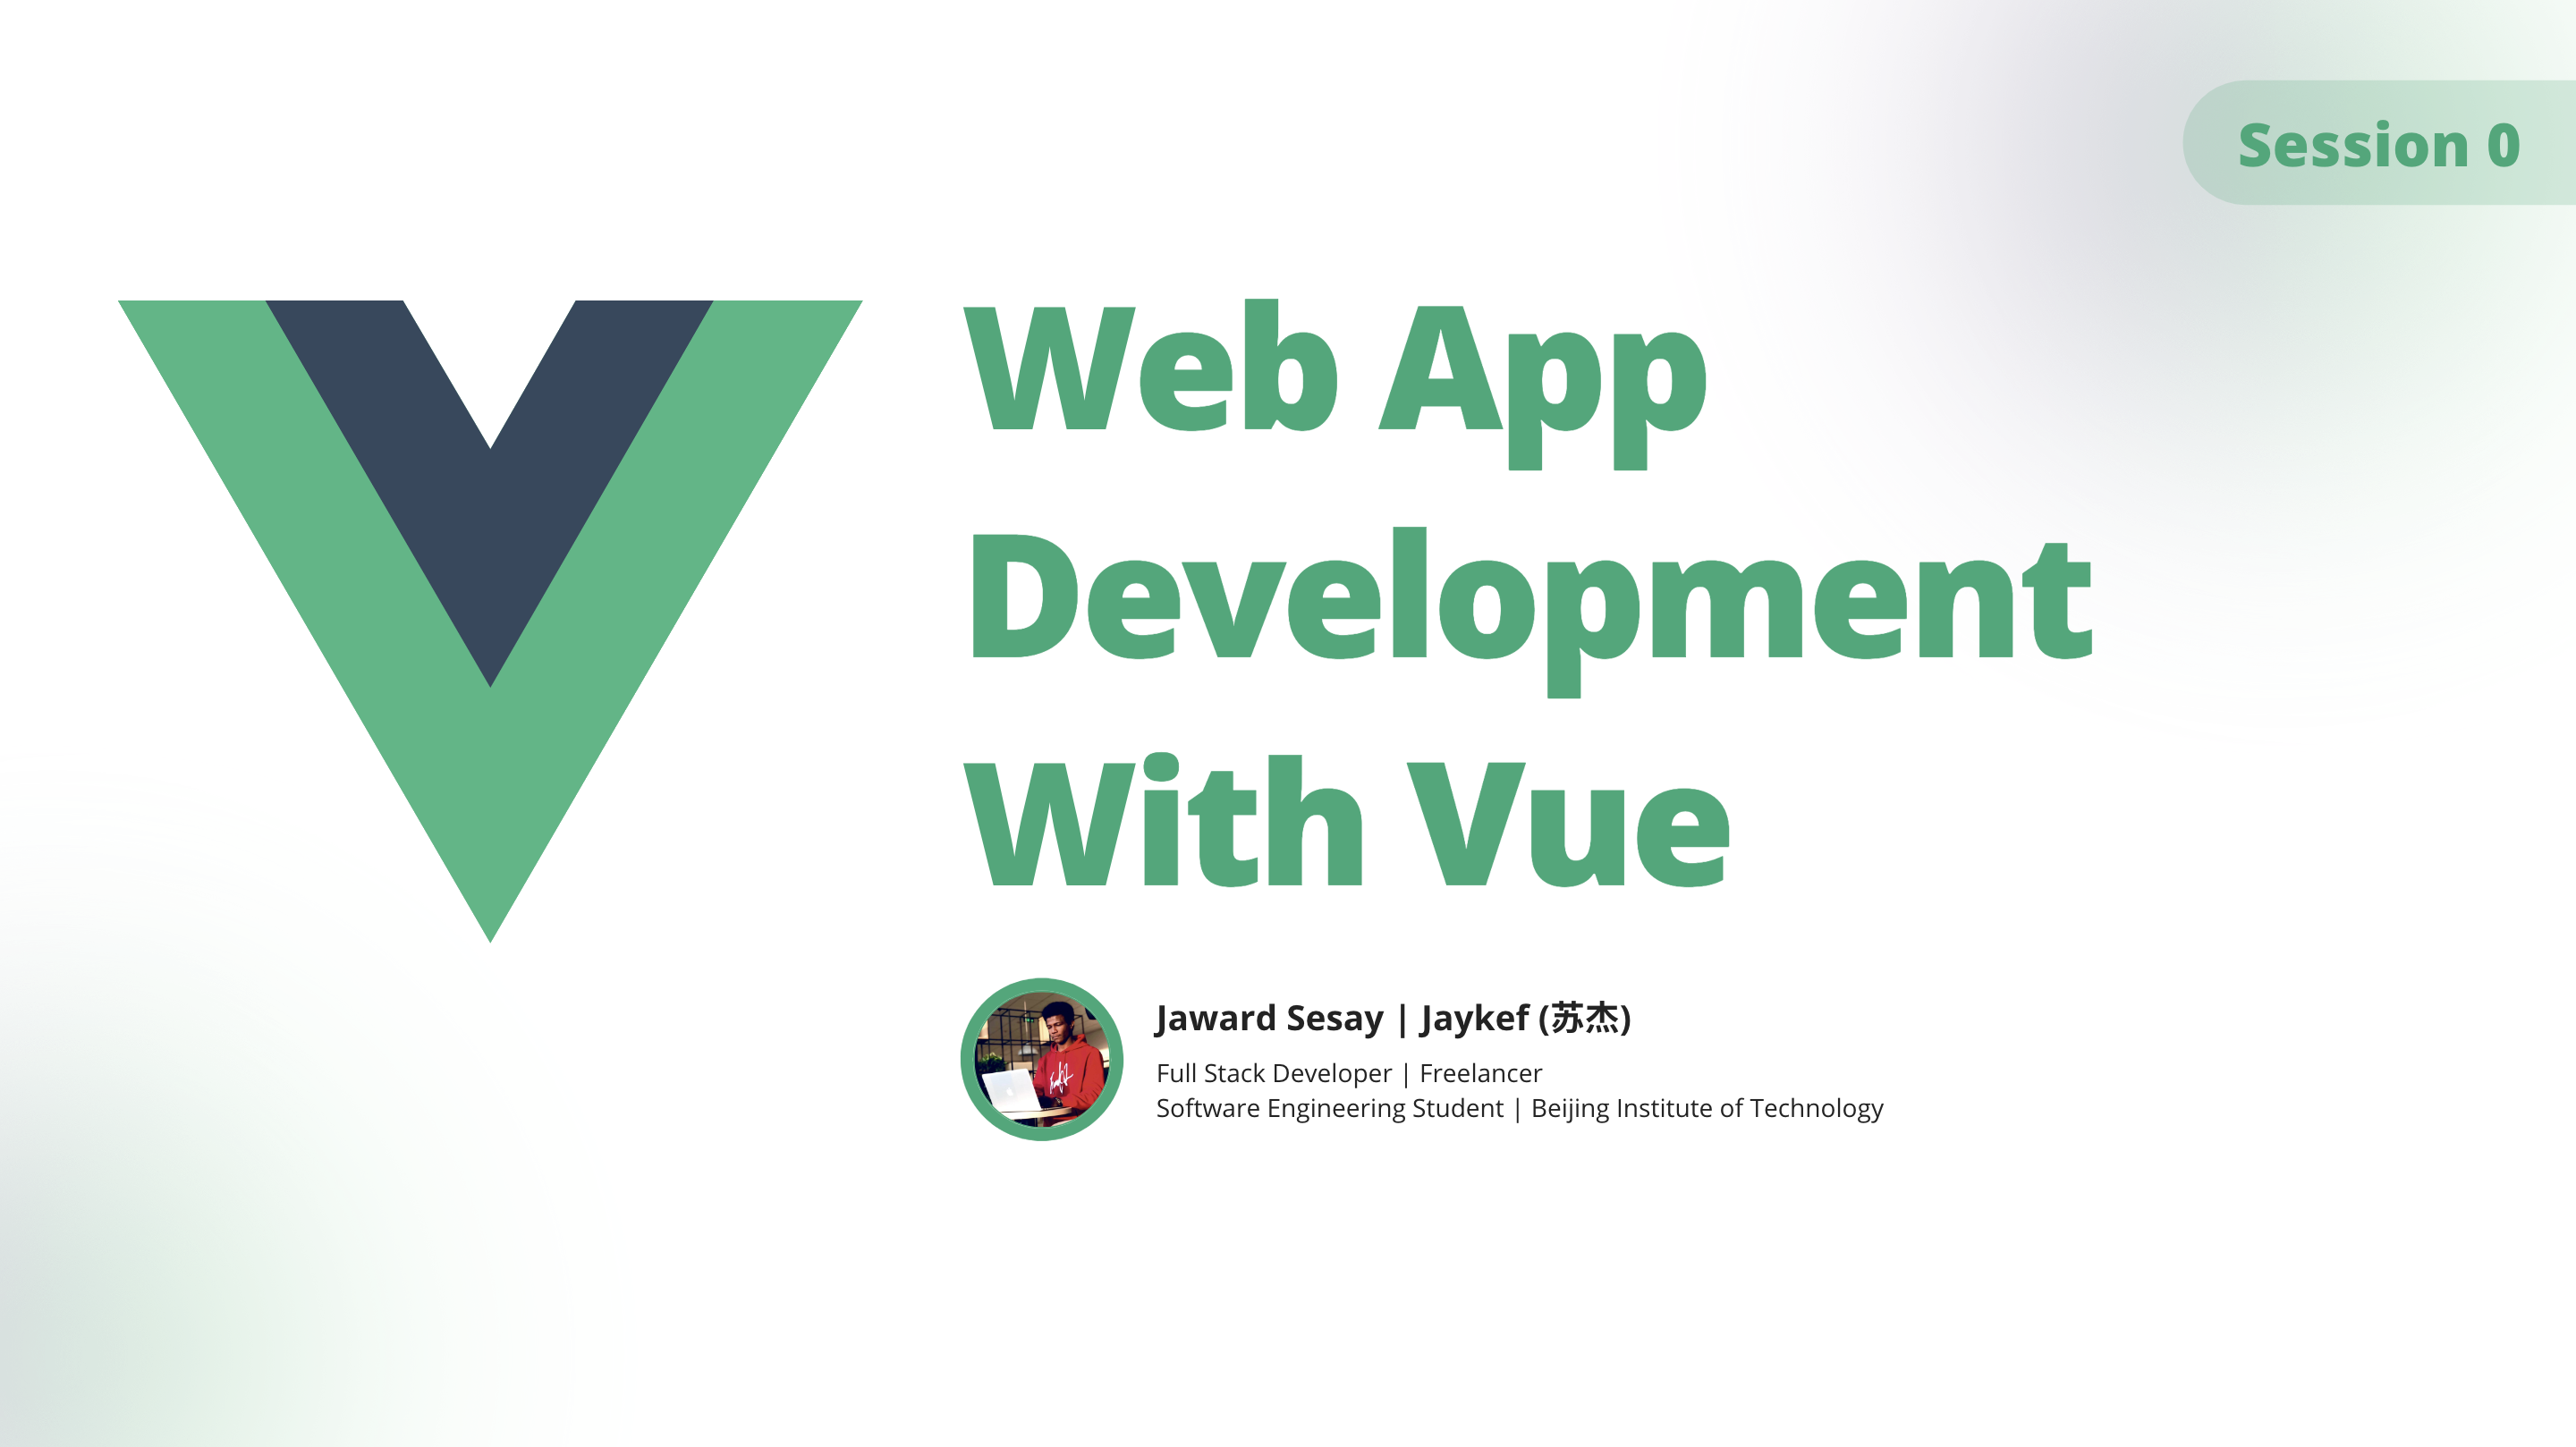 Session 0
Web App
Development
With Vue
Jaward Sesay | Jaykef (苏杰)
Full Stack Developer | Freelancer
Software Engineering Student | Beijing Institute of Technology